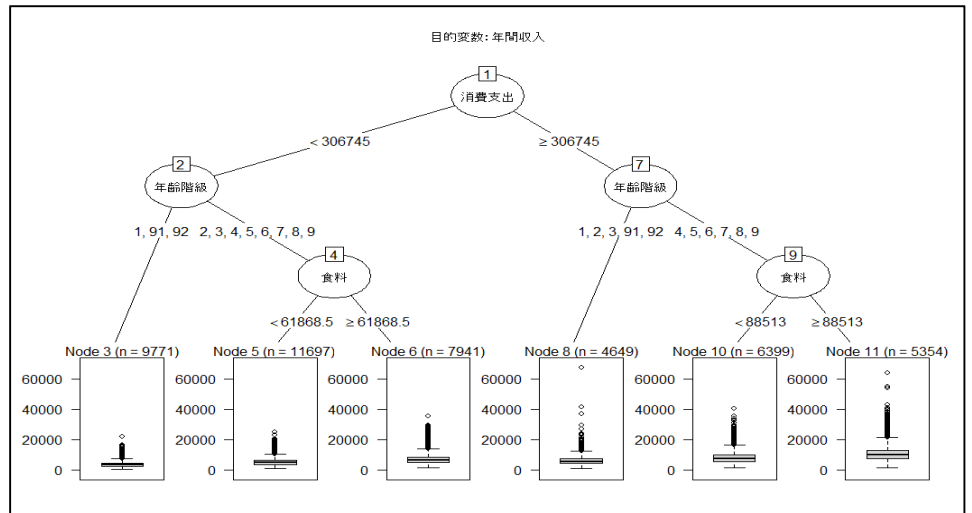 目的変数: 年間収入
1
消費支出
< 306745
≥ 306745
2
年齢階級
7
年齢階級
1, 91, 92
2, 3, 4, 5, 6, 7, 8, 9
1, 2, 3, 91, 92
4, 5, 6, 7, 8, 9
4
食料
9
食料
< 61868.5
≥ 61868.5
< 88513
≥ 88513
Node 3 (n = 9771)
Node 5 (n = 11697)
Node 6 (n = 7941)
Node 8 (n = 4649)
Node 10 (n = 6399)
Node 11 (n = 5354)
60000
40000
20000
0
60000
40000
20000
0
60000
40000
20000
0
60000
40000
20000
0
60000
40000
20000
0
60000
40000
20000
0